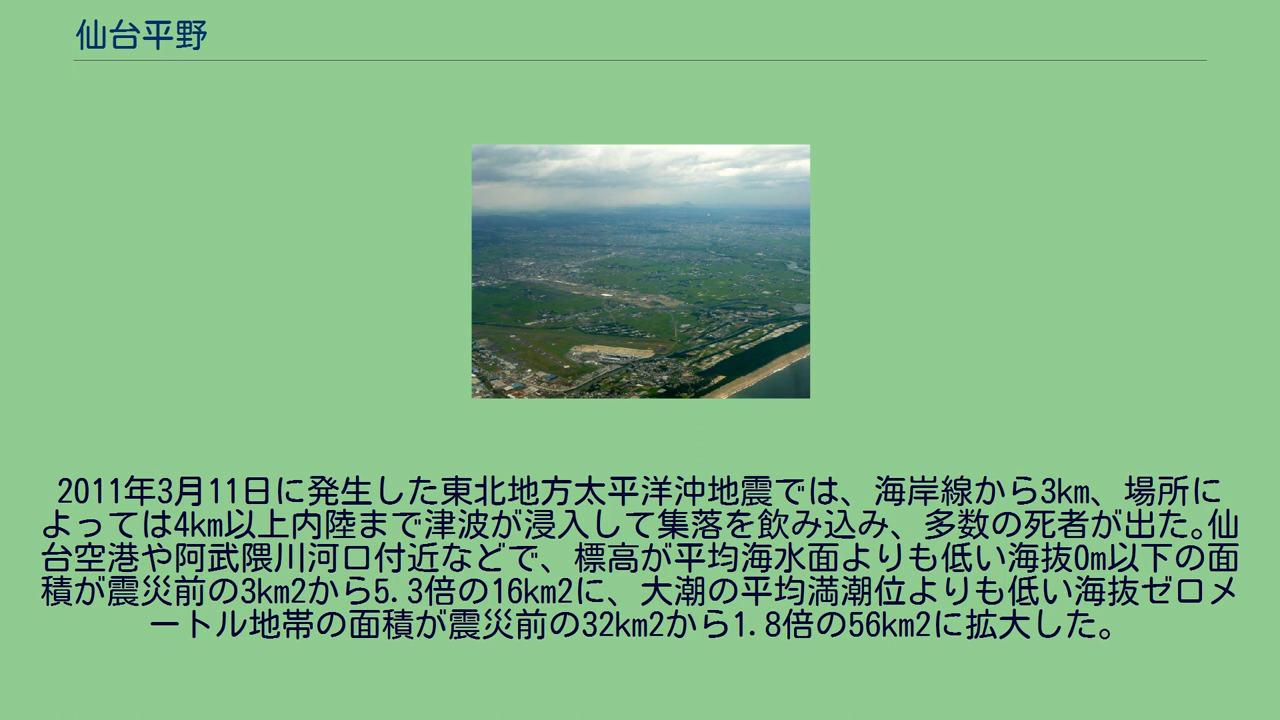 仙台平野
2011年3月11日に発生した東北地方太平洋沖地震では、海岸線から3km、場所に
よっては4km以上内陸まで津波が浸入して集落を飲み込み、多数の死者が出た。仙
台空港や阿武隈川河口付近などで、標高が平均海水面よりも低い海抜0m以下の面
積が震災前の3km2から5.3倍の16km2に、大潮の平均満潮位よりも低い海抜ゼロメ
ートル地帯の面積が震災前の32km2から1.8倍の56km2に拡大した。